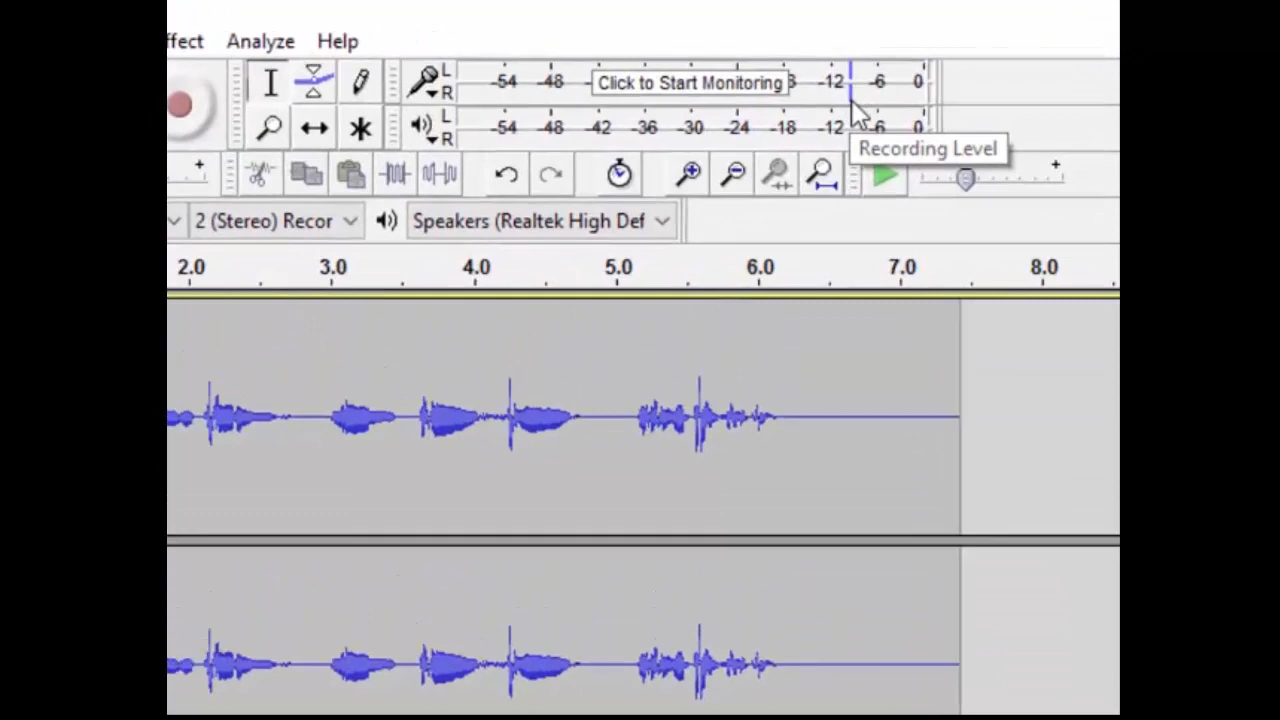 ffect Analyze Help
L
R
-54 -48 - Click to Start Monitoring 8 -12 -6 0
L
R
-54 -48 -42 -36 -30 -24 -18 -12 -6 0
Recording Level
+ +
2 (Stereo) Recor Speakers (Realtek High Def
2.0 3.0 4.0 5.0 6.0 7.0 8.0